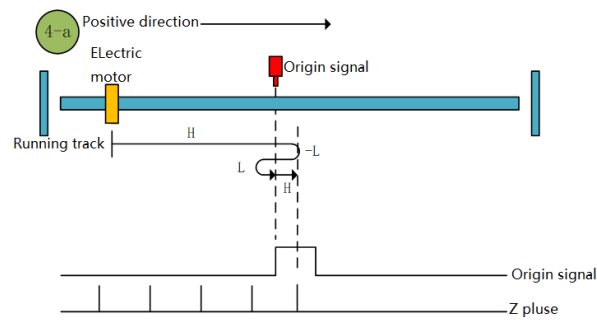 4-a
Positive direction
ELectric
motor
Origin signal
Running track
H
-L
L
H
Origin signal
Z pluse